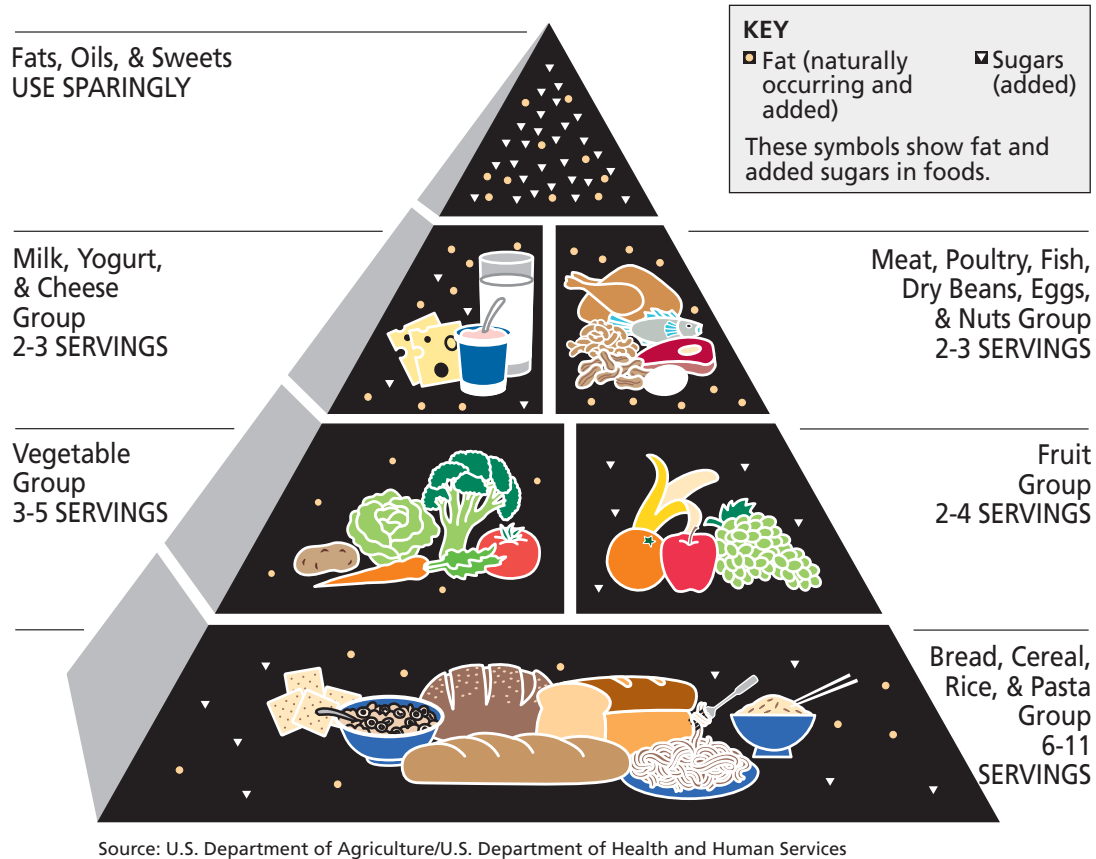 Fats, Oils, & Sweets
USE SPARINGLY
KEY
Fat (naturally
occurring and
added)
Sugars
(added)
These symbols show fat and
added sugars in foods.
Milk, Yogurt,
& Cheese
Group
2-3 SERVINGS
Meat, Poultry, Fish,
Dry Beans, Eggs,
& Nuts Group
2-3 SERVINGS
Vegetable
Group
3-5 SERVINGS
Fruit
Group
2-4 SERVINGS
Bread, Cereal,
Rice, & Pasta
Group
6-11
SERVINGS
Source: U.S. Department of Agriculture/U.S. Department of Health and Human Services